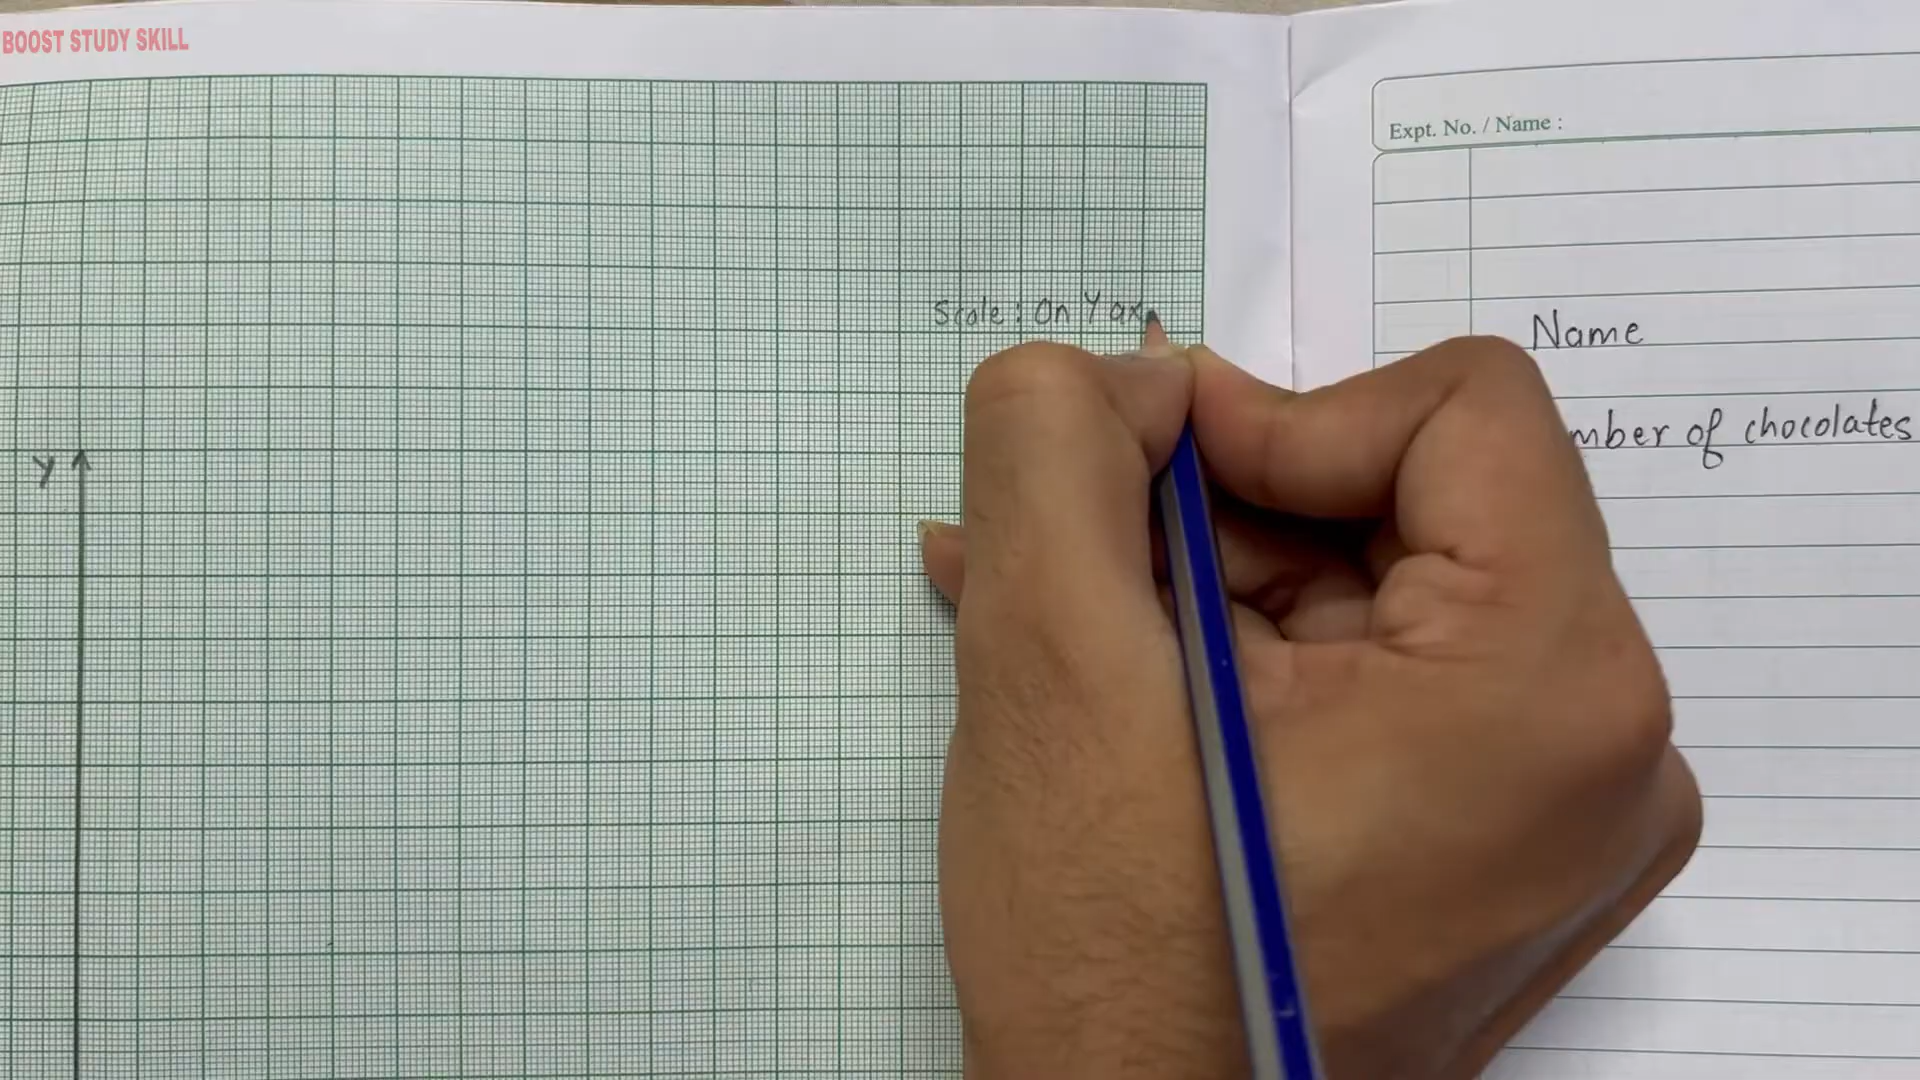 BOOST STUDY SKILL
Expt. No. / Name :
Scale : On Y ax
Name
mber of chocolates
Y